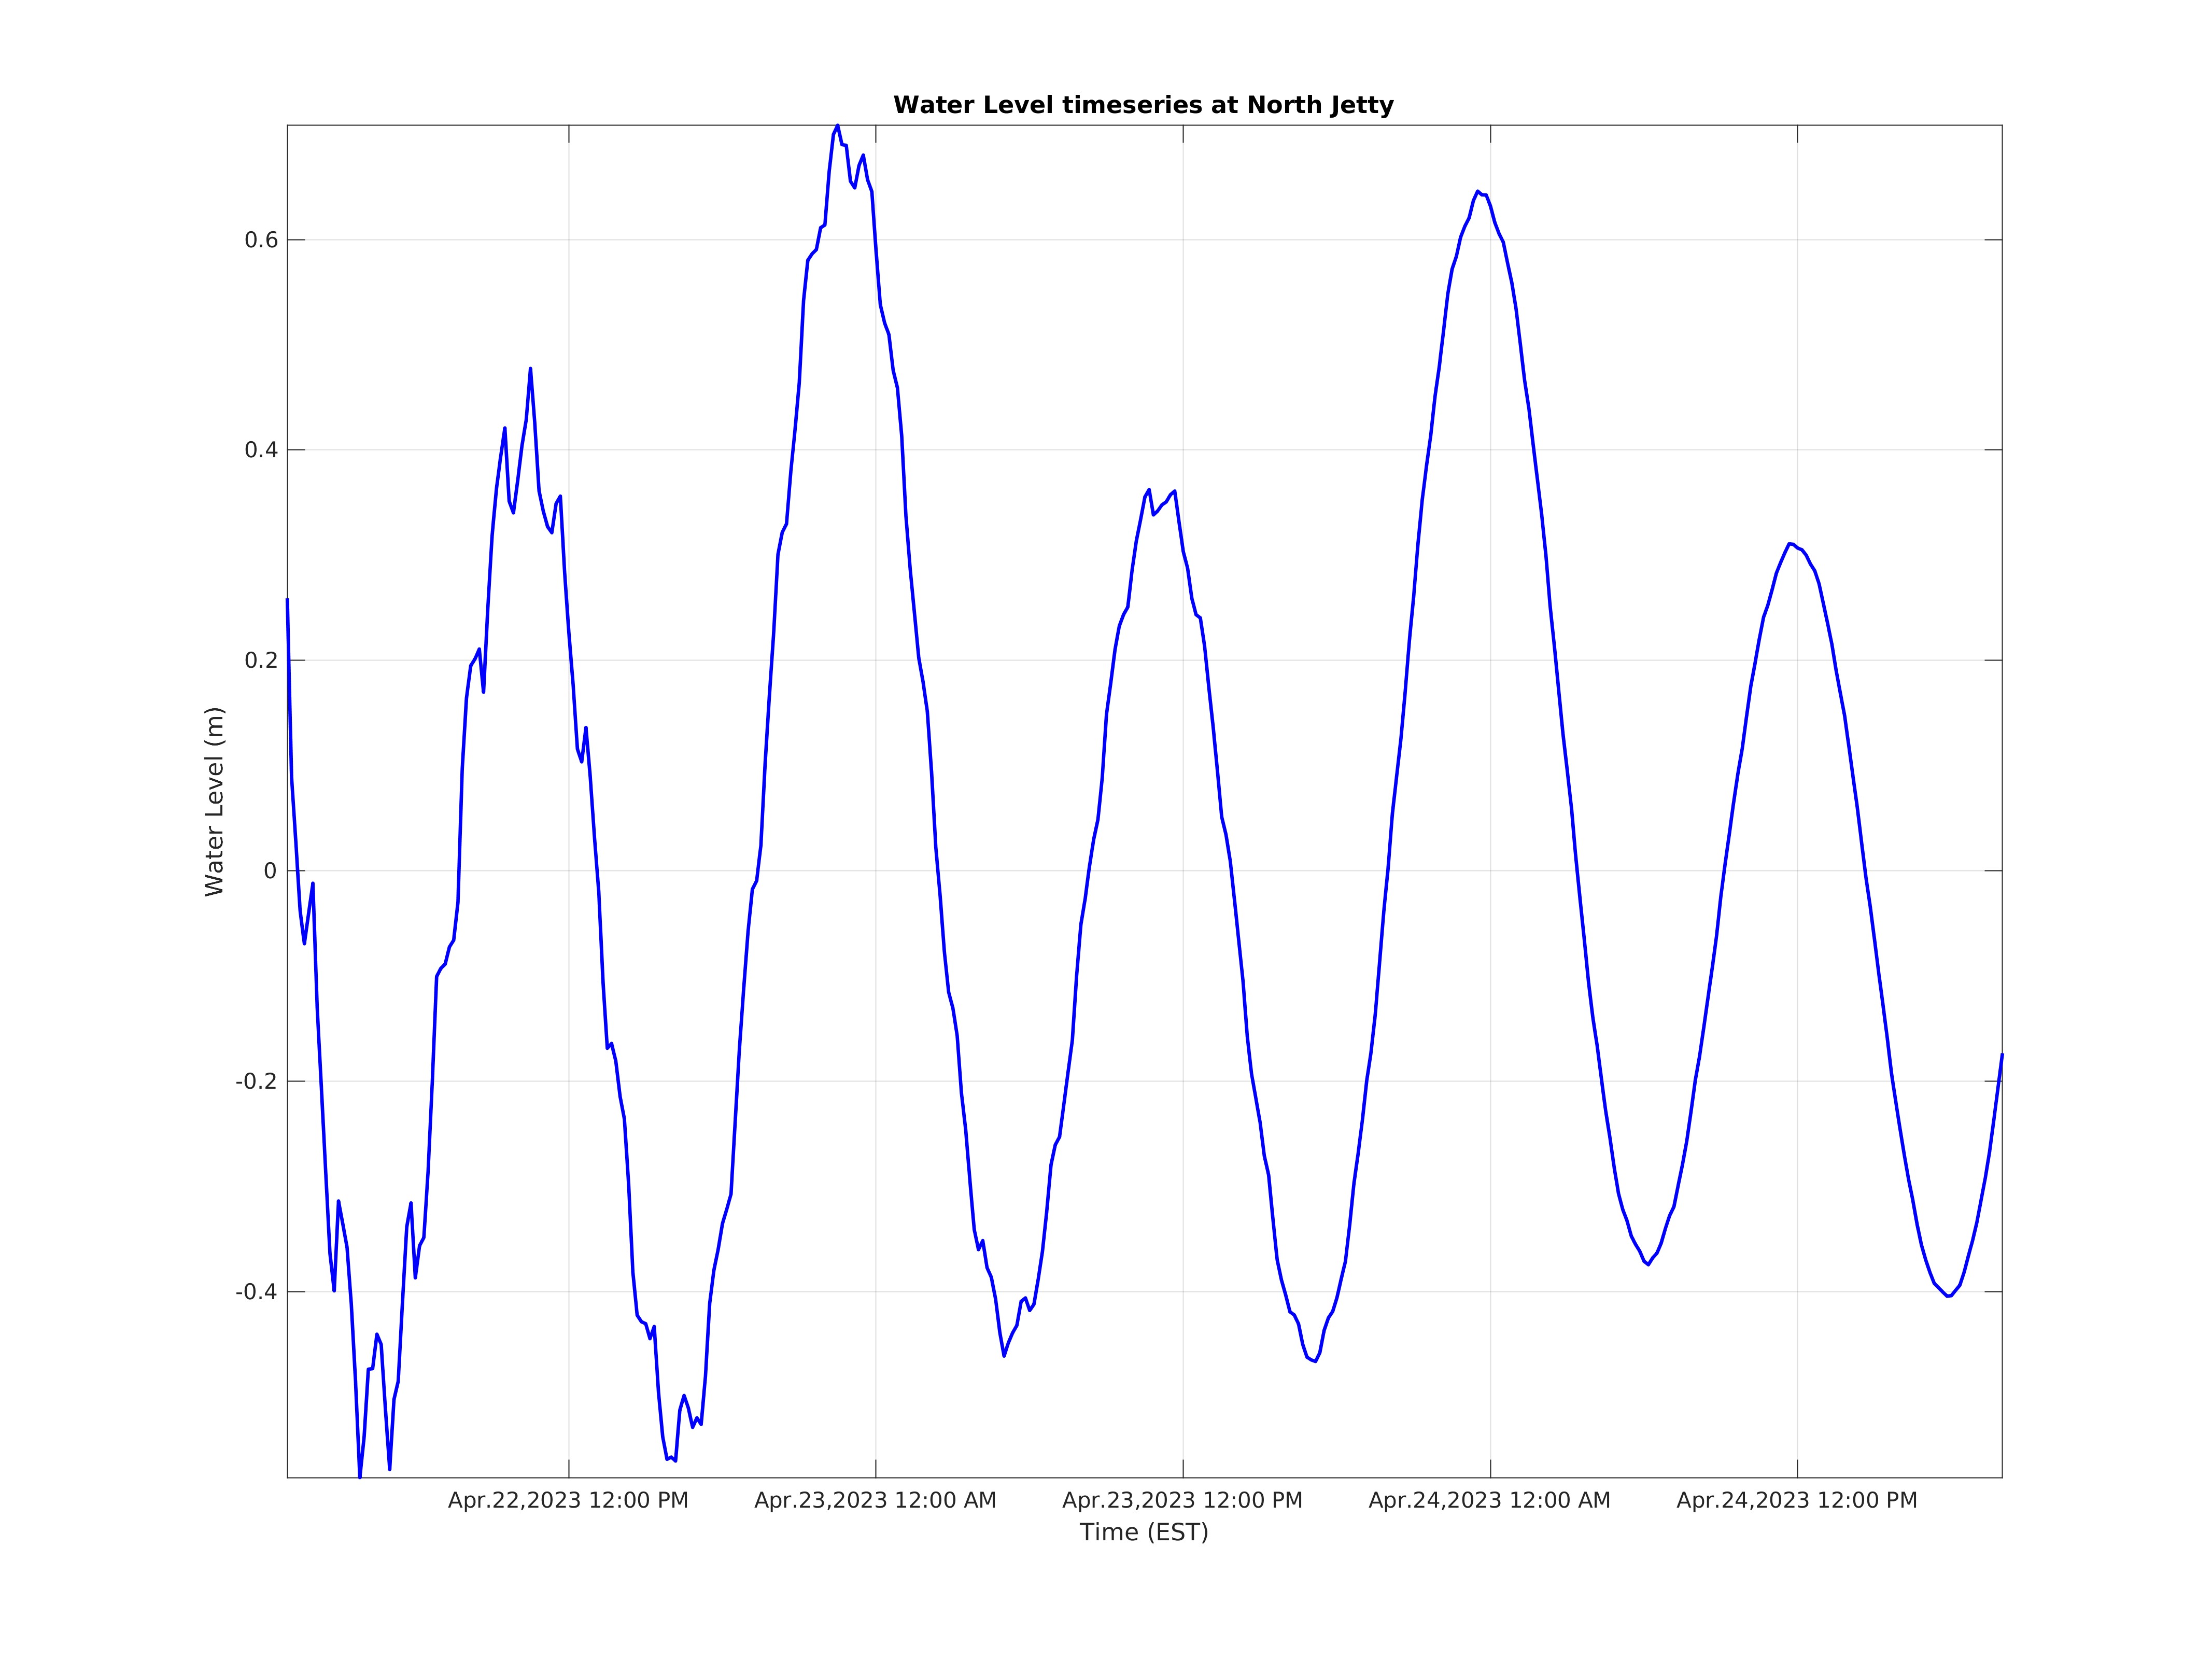 Water Level timeseries at North Jetty
Water Level (m)
0.6
0.4
0.2
0
-0.2
-0.4
Apr.22,2023 12:00 PM
Apr.23,2023 12:00 AM
Apr.23,2023 12:00 PM
Apr.24,2023 12:00 AM
Apr.24,2023 12:00 PM
Time (EST)